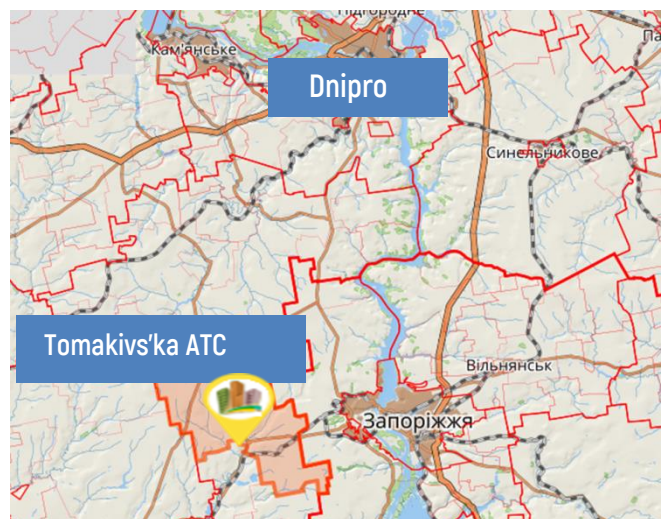 Підгородне
Кам'янське
Dnipro
Синельникове
Tomakivs'ka ATC
Вільнянськ
Запоріжжя